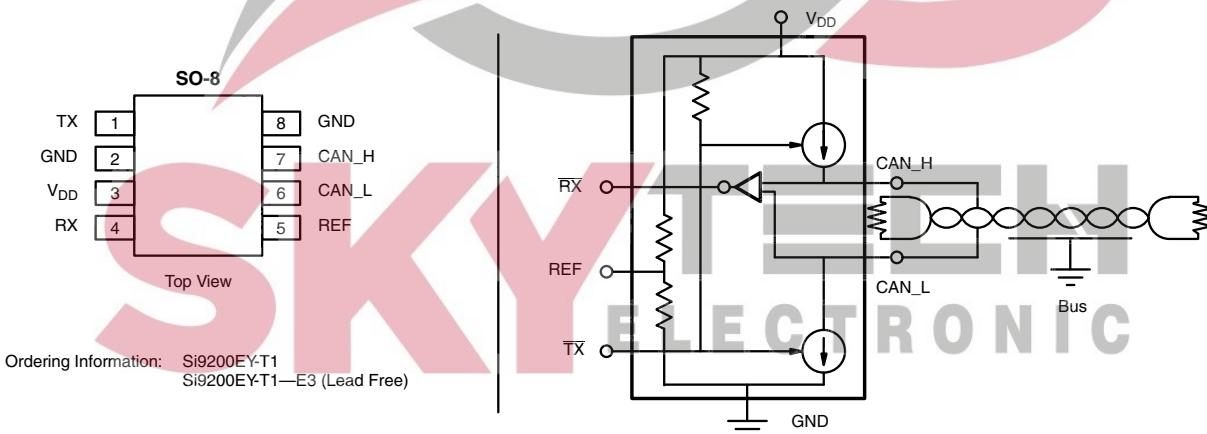 SO-8
TX 1 8 GND
GND 2 7 CAN_H
VDD 3 6 CAN_L
RX 4 5 REF
Top View
Ordering Information: Si9200EY-T1
Si9200EY-T1—E3 (Lead Free)
VDD
CAN_H
RX
REF
CAN_L
Bus
TX
GND
SKYTECH
ELECTRONIC